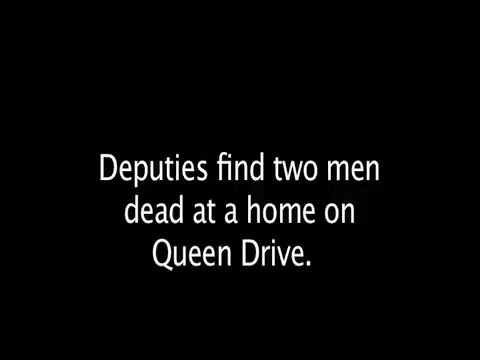 Deputies find two men
dead at a home on
Queen Drive.